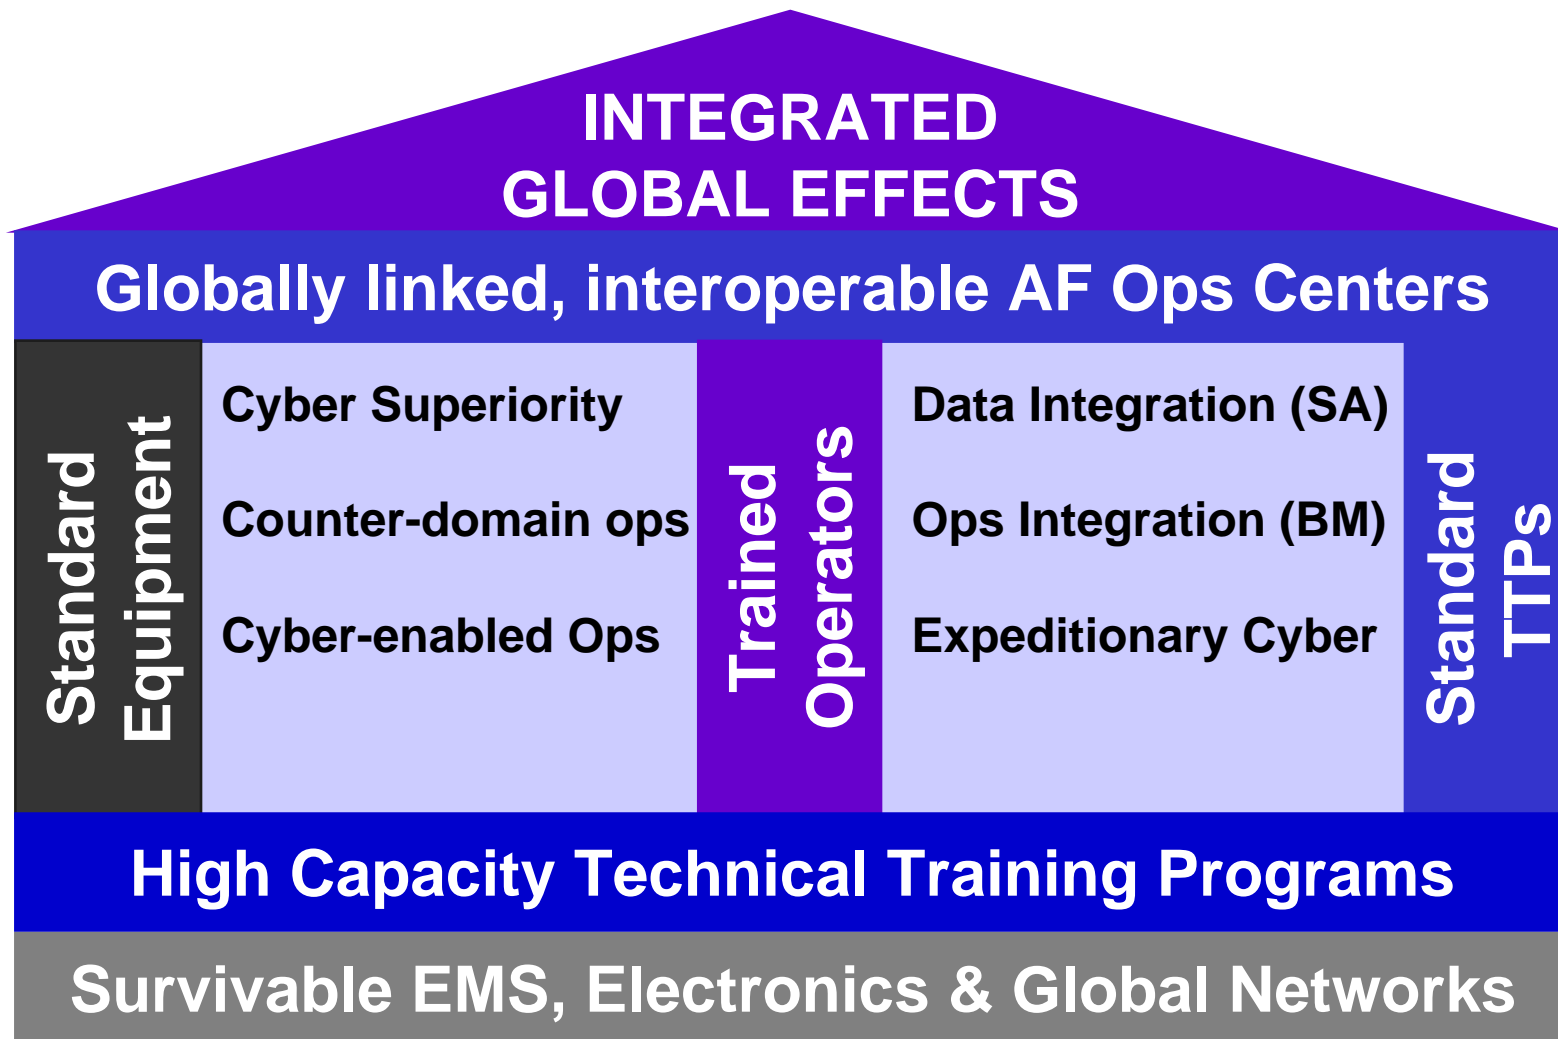 INTEGRATED
GLOBAL EFFECTS
Globally linked, interoperable AF Ops Centers
Standard
Equipment
Cyber Superiority
Counter-domain ops
Cyber-enabled Ops
Trained
Operators
Data Integration (SA)
Ops Integration (BM)
Expeditionary Cyber
Standard
TTPs
High Capacity Technical Training Programs
Survivable EMS, Electronics & Global Networks